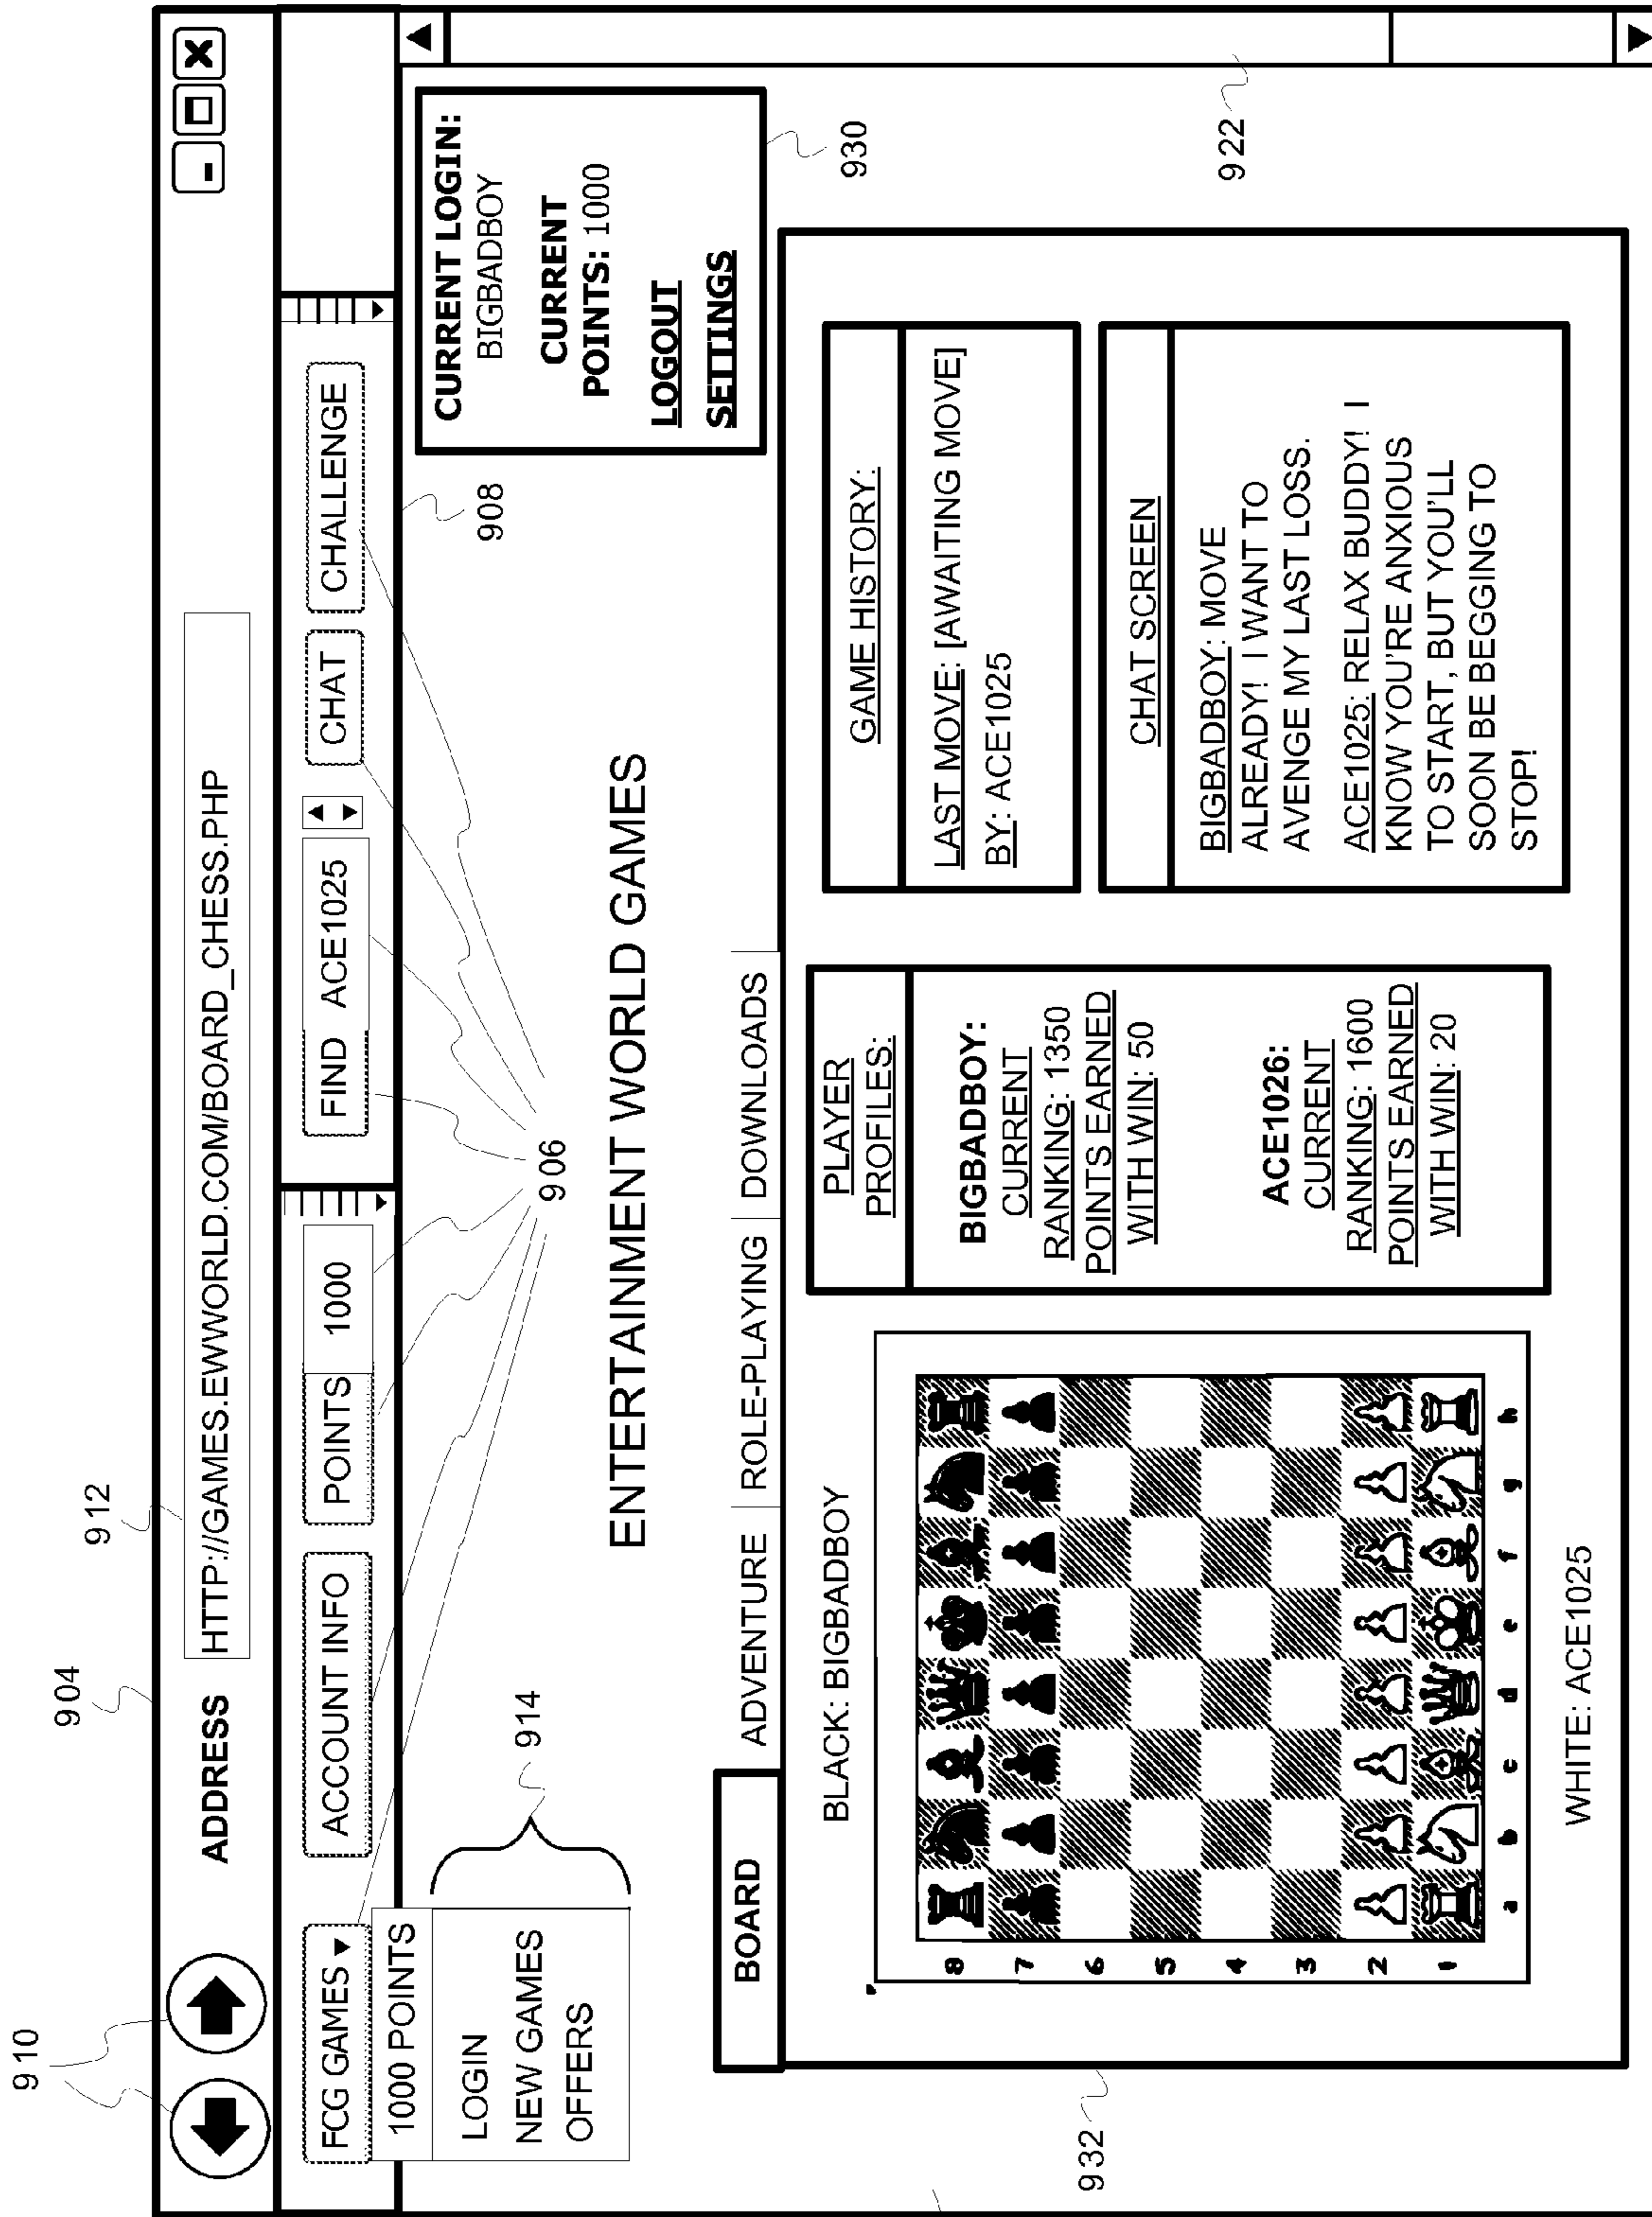 910
904
912
ADDRESS
HTTP://GAMES.EWWORLD.COM/BOARD_CHESS.PHP
FCG GAMES
ACCOUNT INFO
POINTS
1000
FIND
ACE1025
CHAT
CHALLENGE
1000 POINTS
LOGIN
NEW GAMES
OFFERS
914
906
908
CURRENT LOGIN:
BIGBADBOY
CURRENT
POINTS: 1000
LOGOUT
SETTINGS
930
ENTERTAINMENT WORLD GAMES
BOARD
ADVENTURE
ROLE-PLAYING
DOWNLOADS
932
BLACK: BIGBADBOY
8
7
6
5
4
3
2
1
a b c d e f g h
WHITE: ACE1025
PLAYER
PROFILES:
BIGBADBOY:
CURRENT
RANKING: 1350
POINTS EARNED
WITH WIN: 50
ACE1026:
CURRENT
RANKING: 1600
POINTS EARNED
WITH WIN: 20
GAME HISTORY:
LAST MOVE: [AWAITING MOVE]
BY: ACE1025
CHAT SCREEN
BIGBADBOY: MOVE
ALREADY! I WANT TO
AVENGE MY LAST LOSS.
ACE1025: RELAX BUDDY! I
KNOW YOU'RE ANXIOUS
TO START, BUT YOU'LL
SOON BE BEGGING TO
STOP!
922